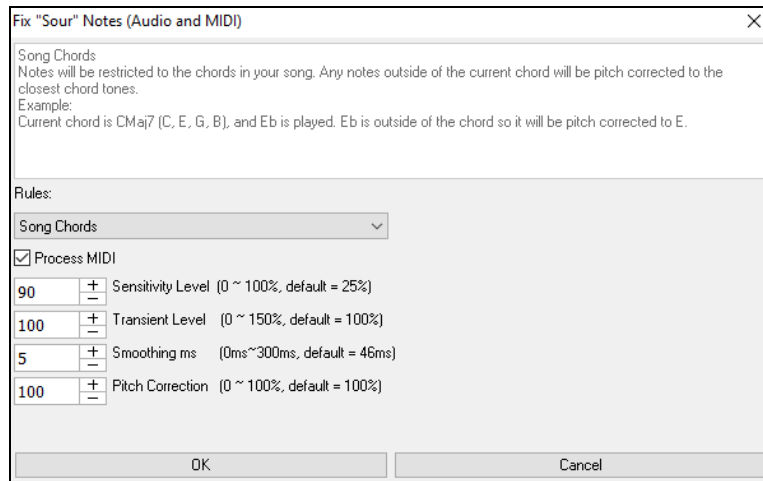 Fix "Sour" Notes (Audio and MIDI)
Song Chords
Notes will be restricted to the chords in your song. Any notes outside of the current chord will be pitch corrected to the
closest chord tones.
Example:
Current chord is CMaj7 (C, E, G, B), and Eb is played. Eb is outside of the chord so it will be pitch corrected to E.
Rules:
Song Chords
Process MIDI
90 Sensitivity Level (0 ~ 100%, default = 25%)
100 Transient Level (0 ~ 150%, default = 100%)
5 Smoothing ms (0ms~300ms, default = 46ms)
100 Pitch Correction (0 ~ 100%, default = 100%)
OK Cancel